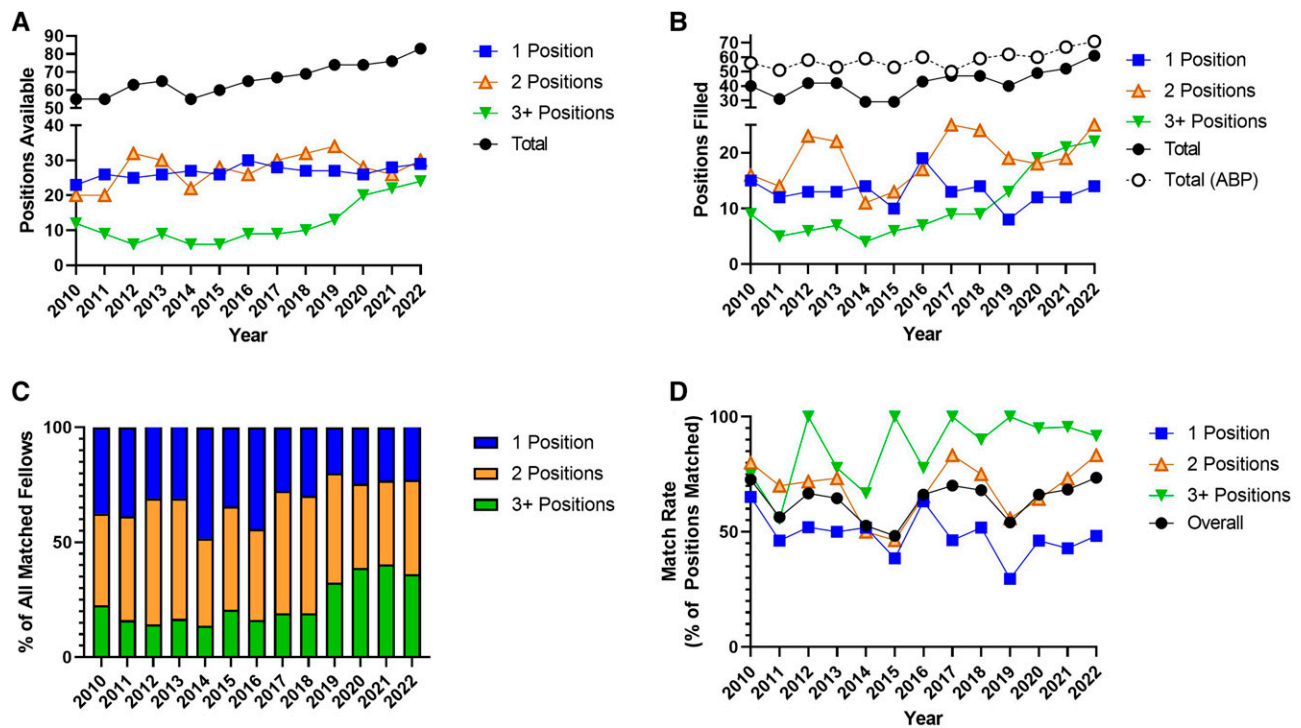 A
Positions Available
90
80
70
60
50
40
30
20
10
0
2010 2011 2012 2013 2014 2015 2016 2017 2018 2019 2020 2021 2022
Year
1 Position
2 Positions
3+ Positions
Total
B
Positions Filled
70
60
50
40
30
20
10
0
2010 2011 2012 2013 2014 2015 2016 2017 2018 2019 2020 2021 2022
Year
1 Position
2 Positions
3+ Positions
Total
Total (ABP)
C
% of All Matched Fellows
100
50
0
2010 2011 2012 2013 2014 2015 2016 2017 2018 2019 2020 2021 2022
1 Position
2 Positions
3+ Positions
D
Match Rate
(% of Positions Matched)
100
50
0
2010 2011 2012 2013 2014 2015 2016 2017 2018 2019 2020 2021 2022
Year
1 Position
2 Positions
3+ Positions
Overall